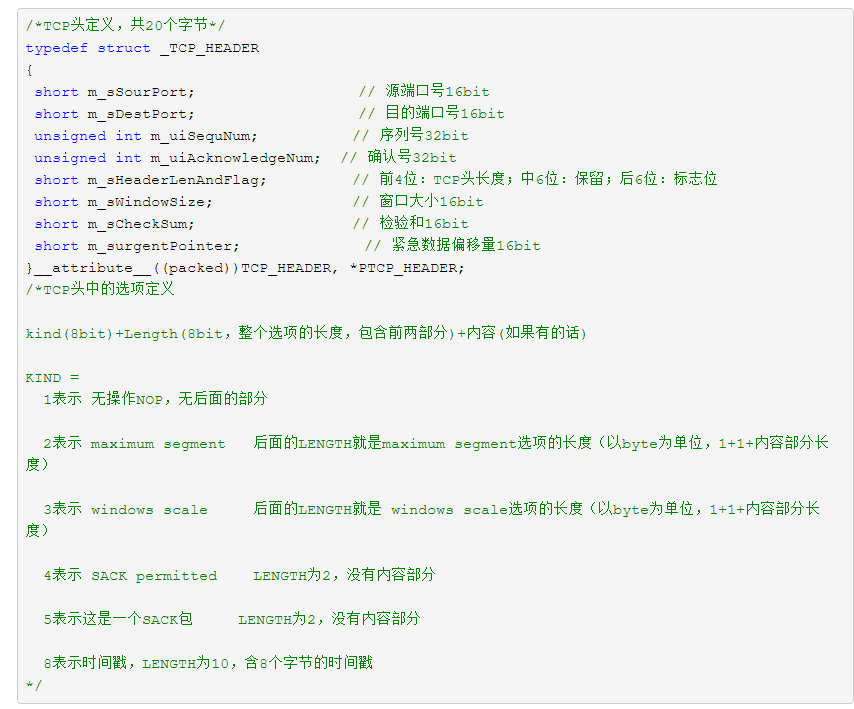 /*TCP头定义，共20个字节*/
typedef struct _TCP_HEADER
{
 short m_sSourPort;                  // 源端口号16bit
 short m_sDestPort;                  // 目的端口号16bit
 unsigned int m_uiSequNum;           // 序列号32bit
 unsigned int m_uiAcknowledgeNum;  // 确认号32bit
 short m_sHeaderLenAndFlag;          // 前4位：TCP头长度；中6位：保留；后6位：标志位
 short m_sWindowSize;                // 窗口大小16bit
 short m_sCheckSum;                  // 检验和16bit
 short m_surgentPointer;              // 紧急数据偏移量16bit
}__attribute__((packed))TCP_HEADER, *PTCP_HEADER;
/*TCP头中的选项定义
kind(8bit)+Length(8bit，整个选项的长度，包含前两部分)+内容(如果有的话)
KIND =
  1表示 无操作NOP，无后面的部分
  2表示 maximum segment   后面的LENGTH就是maximum segment选项的长度（以byte为单位，1+1+内容部分长
度）
  3表示 windows scale     后面的LENGTH就是 windows scale选项的长度（以byte为单位，1+1+内容部分长
度）
  4表示 SACK permitted    LENGTH为2，没有内容部分
  5表示这是一个SACK包     LENGTH为2，没有内容部分
  8表示时间戳，LENGTH为10，含8个字节的时间戳
*/